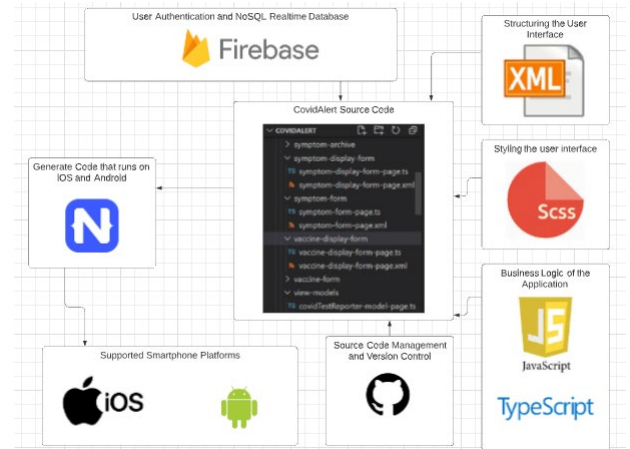 User Authentication and NoSQL Realtime Database
Firebase
Structuring the User
Interface
XML
CovidAlert Source Code
COVIDALERT
symptom-archive
symptom-display-form
TS symptom-display-form-page.ts
symptom-display-form-page.xml
symptom-form
TS symptom-form-page.ts
symptom-form-page.xml
vaccine-display-form
TS vaccine-display-form-page.ts
vaccine-display-form-page.xml
vaccine-form
view-models
TS covidTestReporter-model-page.ts
Generate Code that runs on
IOS and Android
N
Styling the user interface
Scss
Business Logic of the
Application
JS
JavaScript
TypeScript
Supported Smartphone Platforms
iOS
Source Code Management
and Version Control